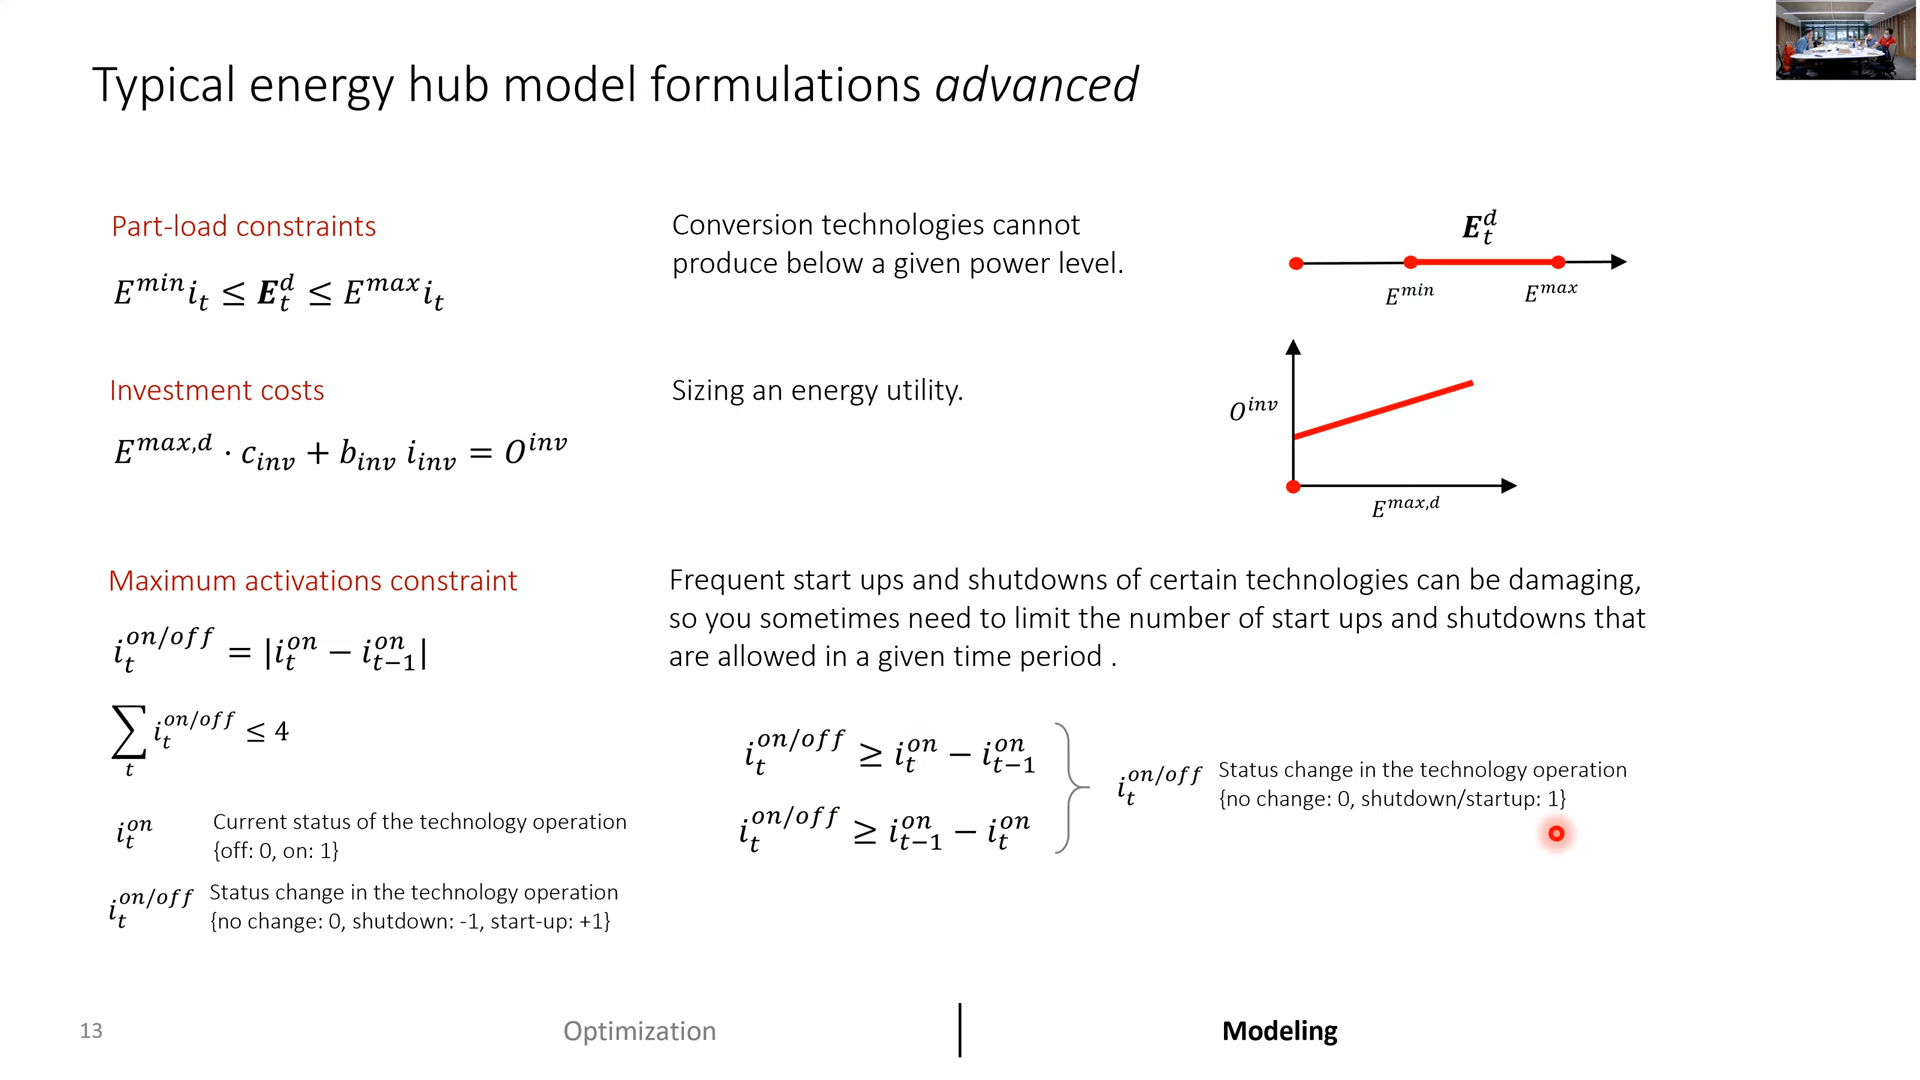 Typical energy hub model formulations advanced
Part-load constraints
E^{min} i_t ≤ E_t^d ≤ E^{max} i_t
Conversion technologies cannot
produce below a given power level.
E_t^d
E^{min}
E^{max}
Investment costs
E^{max,d} · c_{inv} + b_{inv} i_{inv} = O^{inv}
Sizing an energy utility.
O^{inv}
E^{max,d}
Maximum activations constraint
i_t^{on/off} = |i_t^{on} − i_{t−1}^{on}|
∑_t i_t^{on/off} ≤ 4
i_t^{on} Current status of the technology operation
{off: 0, on: 1}
i_t^{on/off} Status change in the technology operation
{no change: 0, shutdown: -1, start-up: +1}
Frequent start ups and shutdowns of certain technologies can be damaging,
so you sometimes need to limit the number of start ups and shutdowns that
are allowed in a given time period .
i_t^{on/off} ≥ i_t^{on} − i_{t−1}^{on}
i_t^{on/off} ≥ i_{t−1}^{on} − i_t^{on}
i_t^{on/off} Status change in the technology operation
{no change: 0, shutdown/startup: 1}
13
Optimization
Modeling